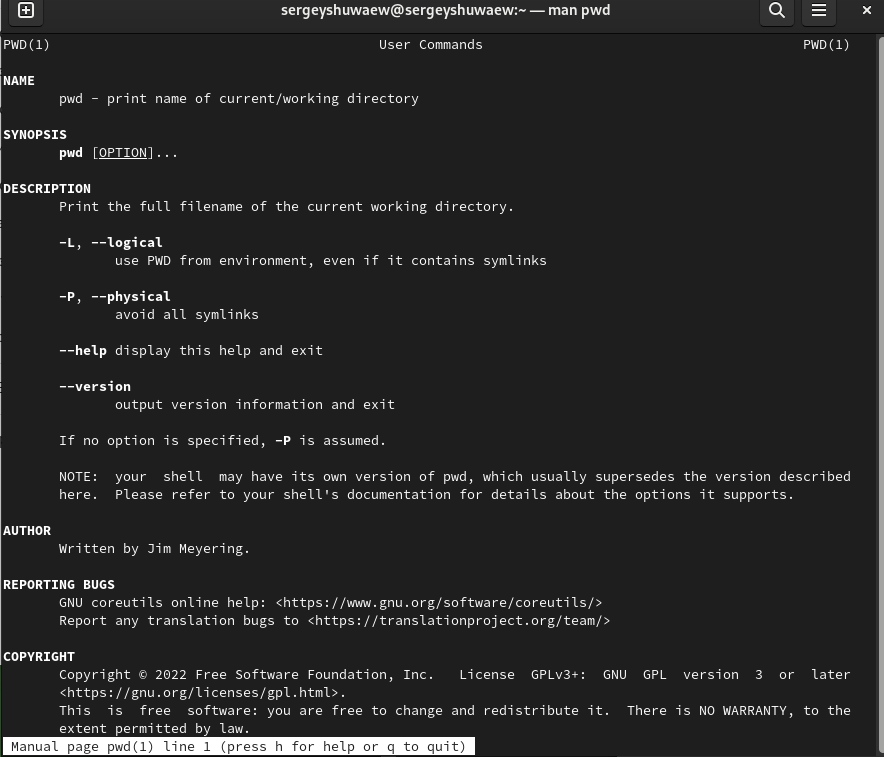 sergeyshuwaew@sergeyshuwaew:~ — man pwd
PWD(1) User Commands PWD(1)
NAME
pwd - print name of current/working directory
SYNOPSIS
pwd [OPTION]...
DESCRIPTION
Print the full filename of the current working directory.
-L, --logical
use PWD from environment, even if it contains symlinks
-P, --physical
avoid all symlinks
--help display this help and exit
--version
output version information and exit
If no option is specified, -P is assumed.
NOTE: your shell may have its own version of pwd, which usually supersedes the version described
here. Please refer to your shell's documentation for details about the options it supports.
AUTHOR
Written by Jim Meyering.
REPORTING BUGS
GNU coreutils online help: <https://www.gnu.org/software/coreutils/>
Report any translation bugs to <https://translationproject.org/team/>
COPYRIGHT
Copyright © 2022 Free Software Foundation, Inc. License GPLv3+: GNU GPL version 3 or later
<https://gnu.org/licenses/gpl.html>.
This is free software: you are free to change and redistribute it. There is NO WARRANTY, to the
extent permitted by law.
Manual page pwd(1) line 1 (press h for help or q to quit)